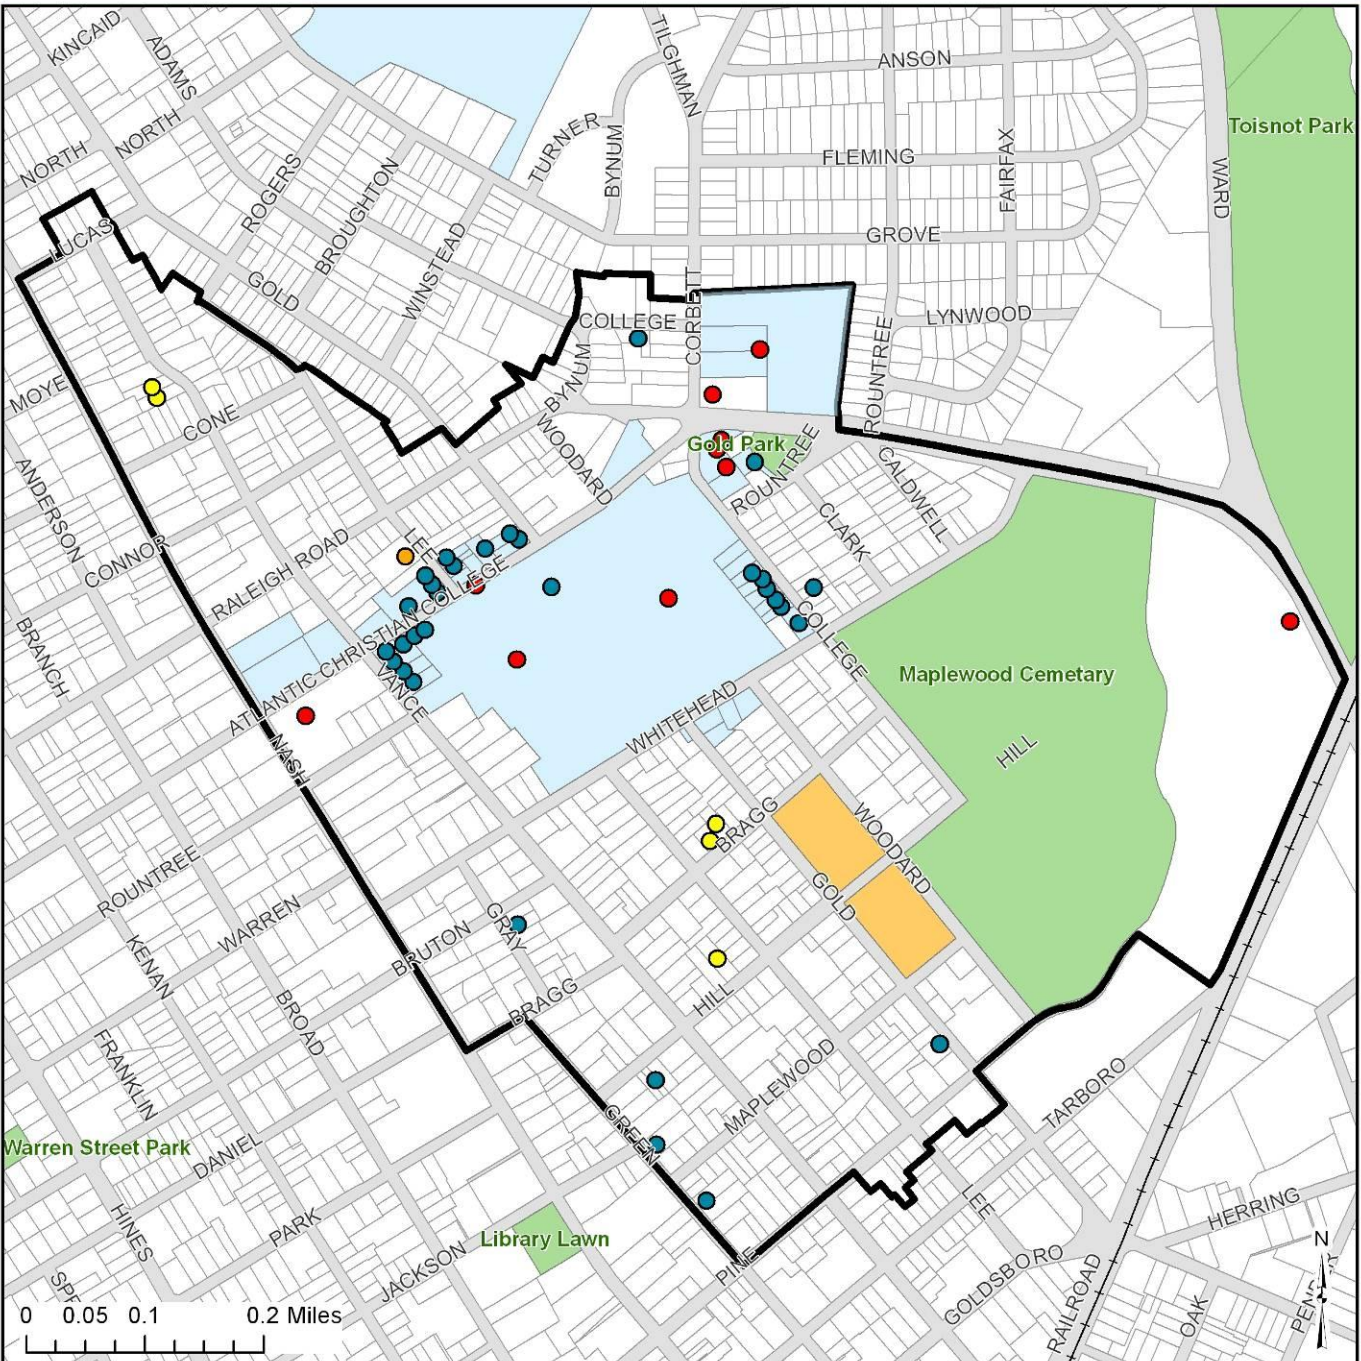 KINCAID
ADAMS
TILGHMAN
ANSON
Toisnot Park
NORTH
NORTH
TURNER
BYNUM
FLEMING
FAIRFAX
WARD
ROGERS
BROUGHTON
WINSTEAD
LUCAS
GROVE
GOLD
COLLEGE
CORBETT
LYNWOOD
ROUNTREE
MOYE
CONE
BYNUM
WOODARD
Gold Park
ROUNTREE
CALDWELL
CLARK
ANDERSON
CONNOR
RALEIGH ROAD
LEE
ATLANTIC CHRISTIAN COLLEGE
COLLEGE
BRANCH
VANCE
Maplewood Cemetary
NASH
WHITEHEAD
HILL
BRAGG
WOODARD
GOLD
ROUNTREE
WARREN
KENAN
BRUTON
GRAY
HILL
BRAGG
BROAD
FRANKLIN
MAPLEWOOD
GREEN
TARBORO
Warren Street Park
DANIEL
HINES
PARK
LEE
HERRING
Library Lawn
JACKSON
PINE
GOLDSBORO
RAILROAD
OAK
N
0 0.05 0.1 0.2 Miles